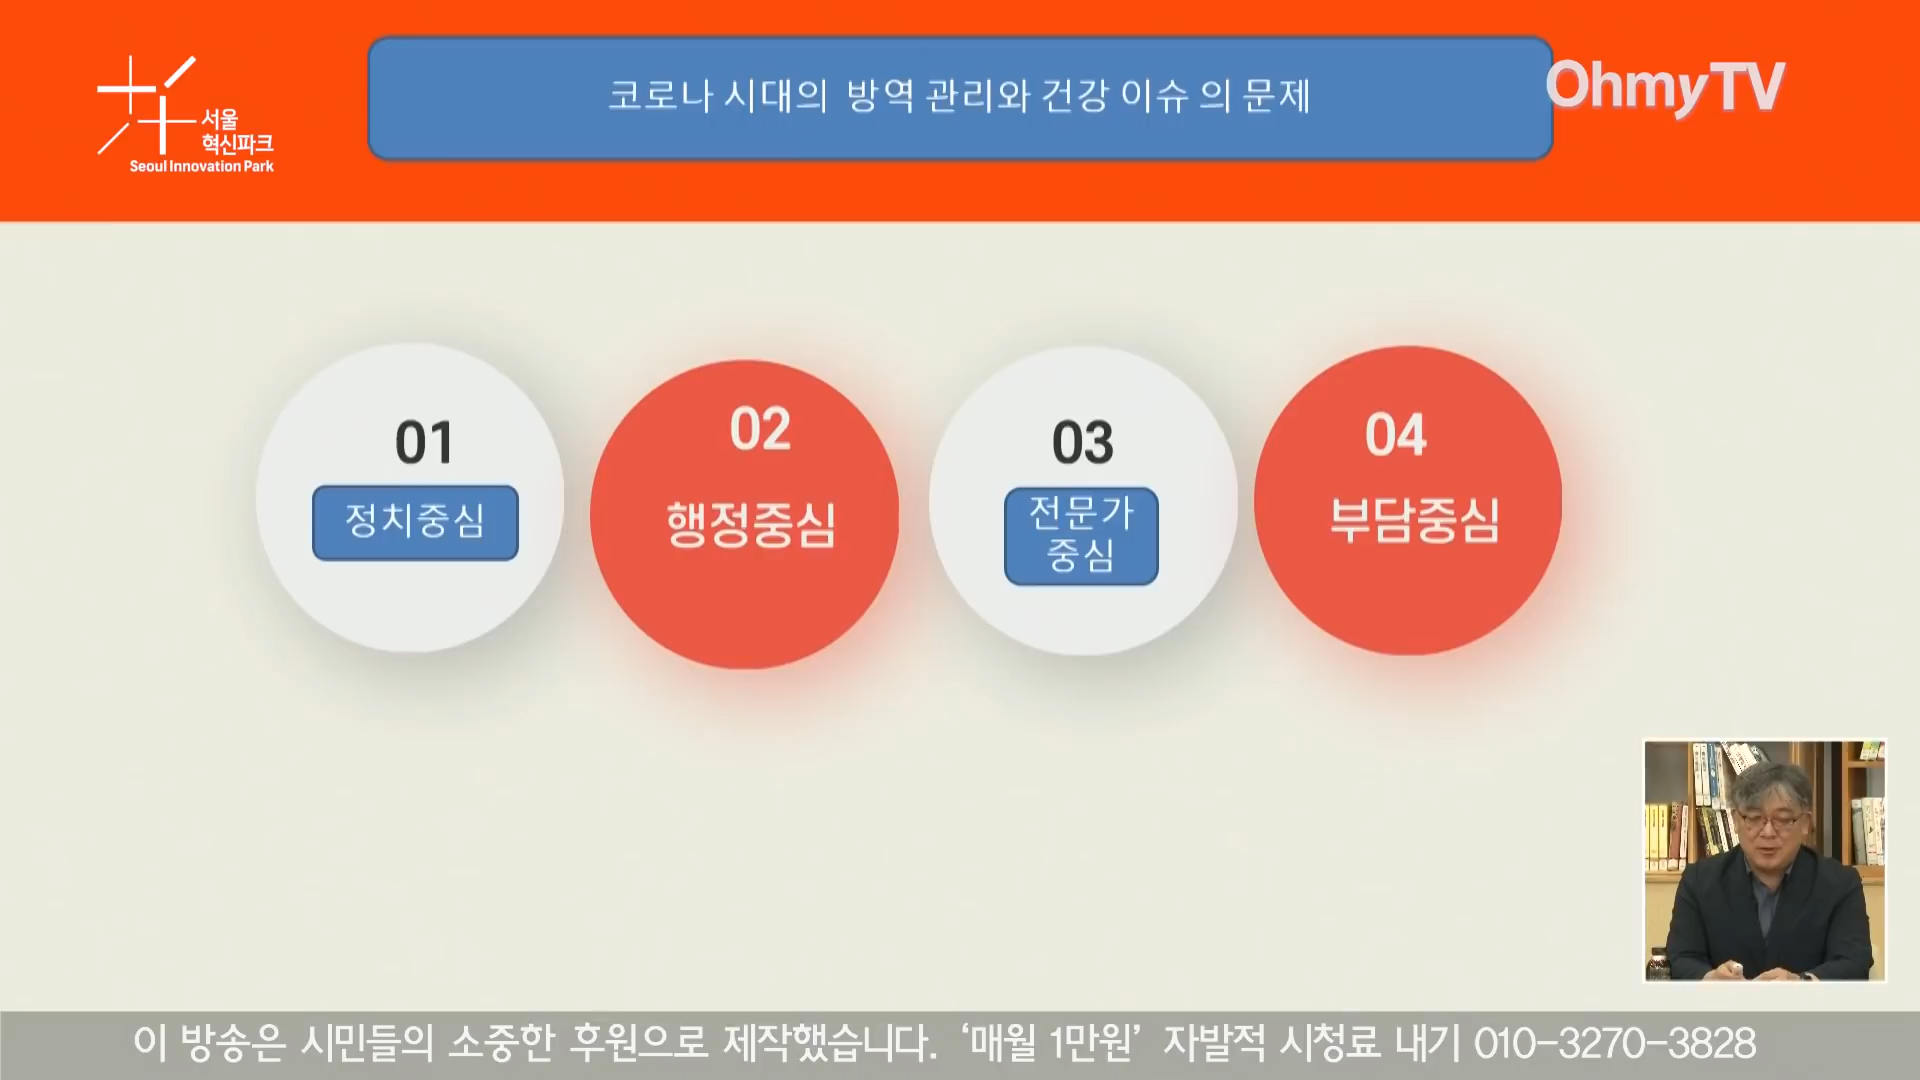 서울
혁신파크
Seoul Innovation Park
코로나 시대의 방역 관리와 건강 이슈 의 문제
OhmyTV
01
정치중심
02
행정중심
03
전문가
중심
04
부담중심
이 방송은 시민들의 소중한 후원으로 제작했습니다. ‘매월 1만원’ 자발적 시청료 내기 010-3270-3828